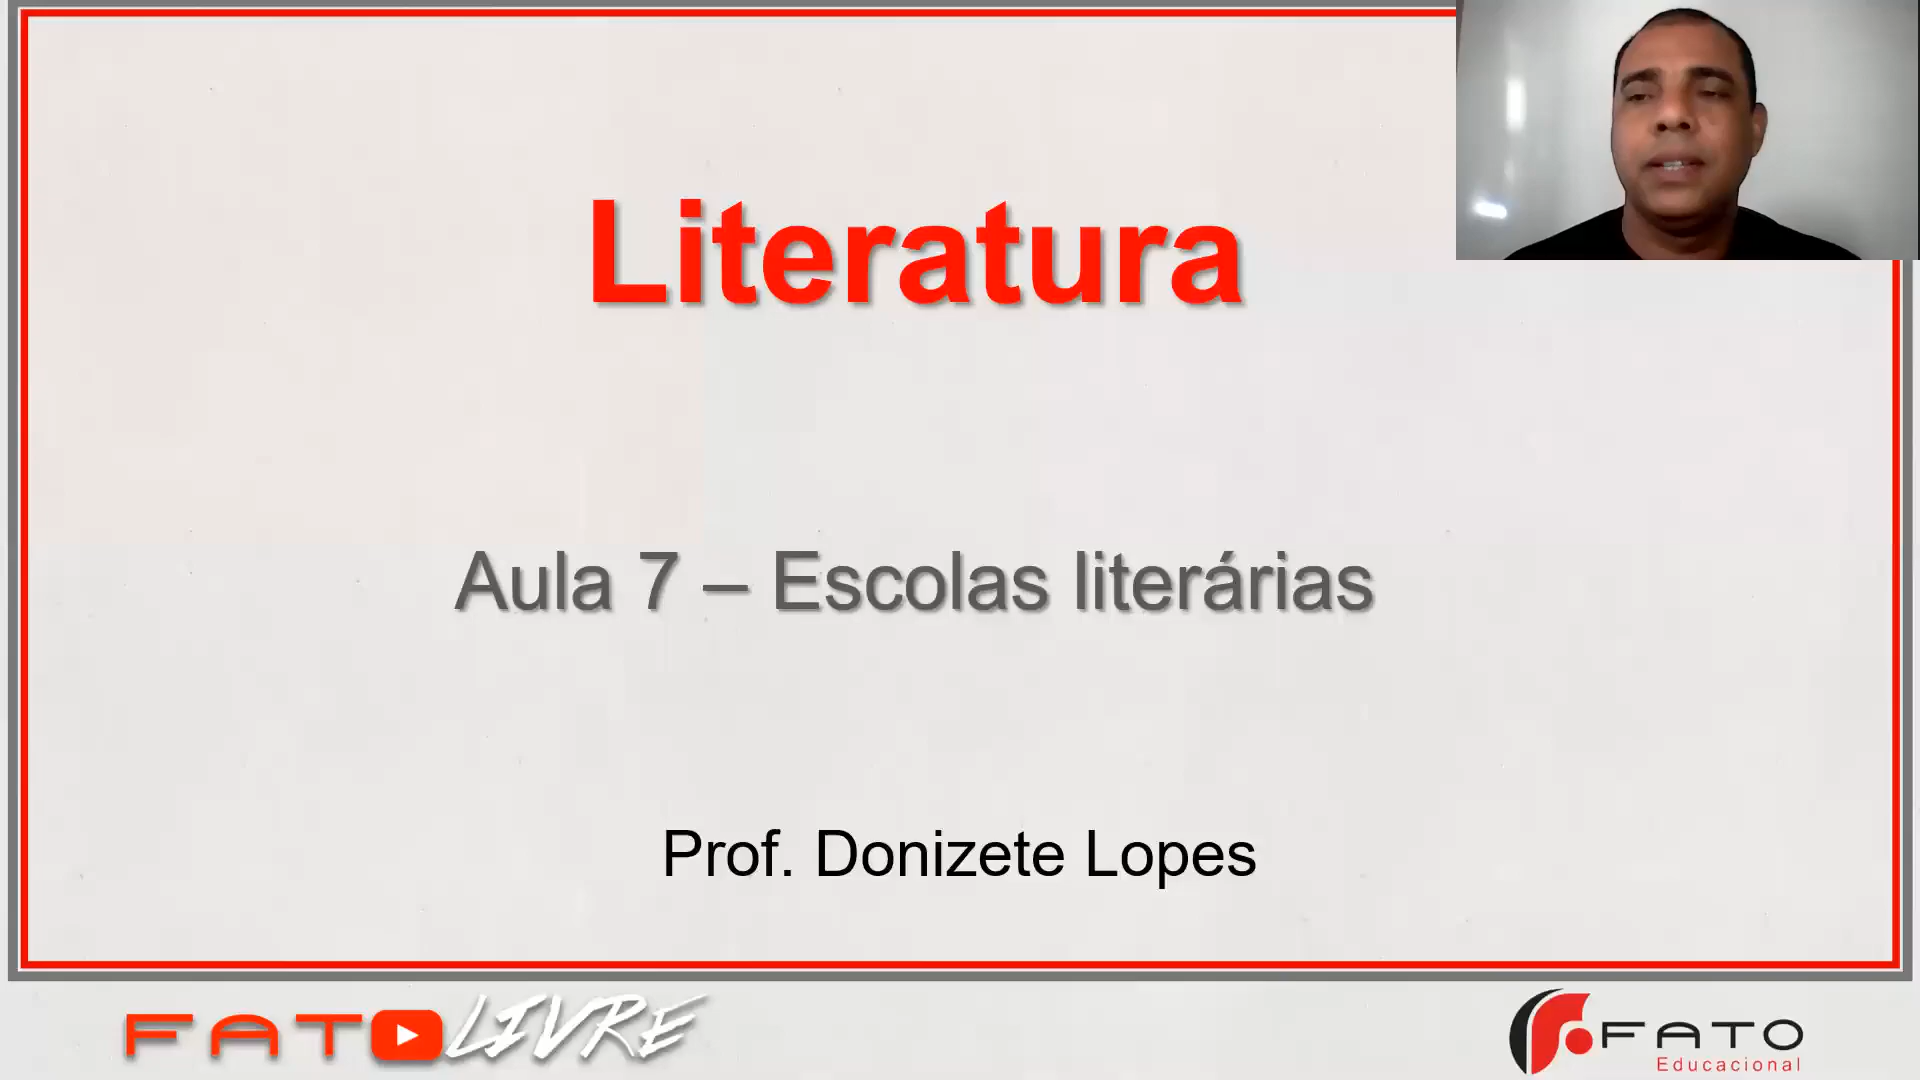 Literatura
Aula 7 – Escolas literárias
Prof. Donizete Lopes
FATO LIVRE
FATO
Educacional